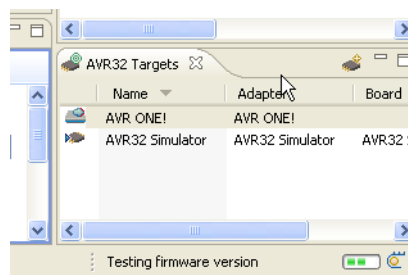 AVR32 Targets
Name Adapter Board
AVR ONE! AVR ONE!
AVR32 Simulator AVR32 Simulator AVR32
Testing firmware version